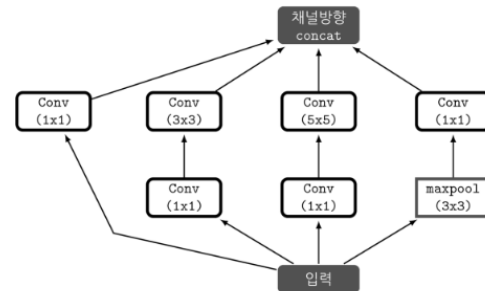 채널방향
concat
Conv
(1x1)
Conv
(3x3)
Conv
(5x5)
Conv
(1x1)
Conv
(1x1)
Conv
(1x1)
maxpool
(3x3)
입력